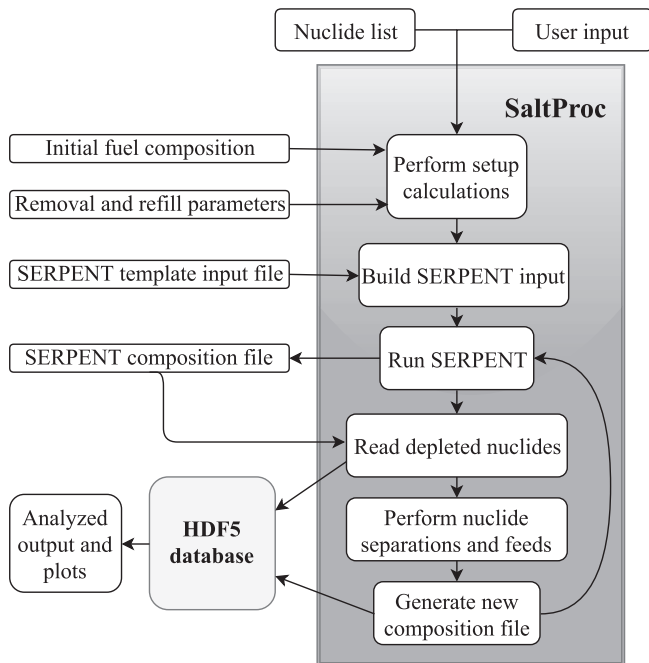 Nuclide list
User input
SaltProc
Initial fuel composition
Perform setup
calculations
Removal and refill parameters
SERPENT template input file
Build SERPENT input
SERPENT composition file
Run SERPENT
Read depleted nuclides
Analyzed
output and
plots
HDF5
database
Perform nuclide
separations and feeds
Generate new
composition file